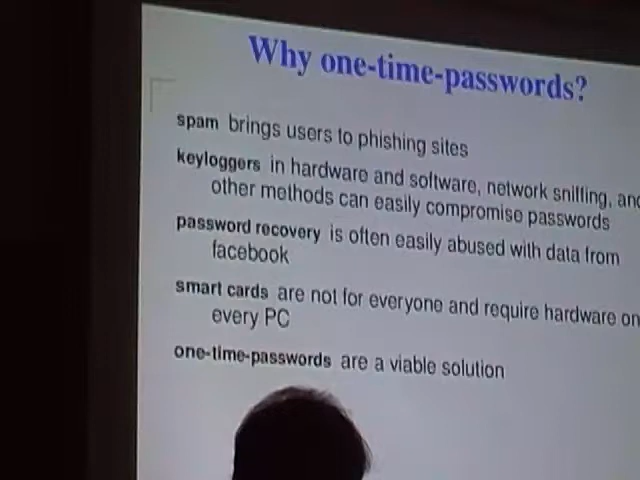 Why one-time-passwords?
spam brings users to phishing sites
keyloggers in hardware and software, network sniffing, and
other methods can easily compromise passwords
password recovery is often easily abused with data from
facebook
smart cards are not for everyone and require hardware on
every PC
one-time-passwords are a viable solution